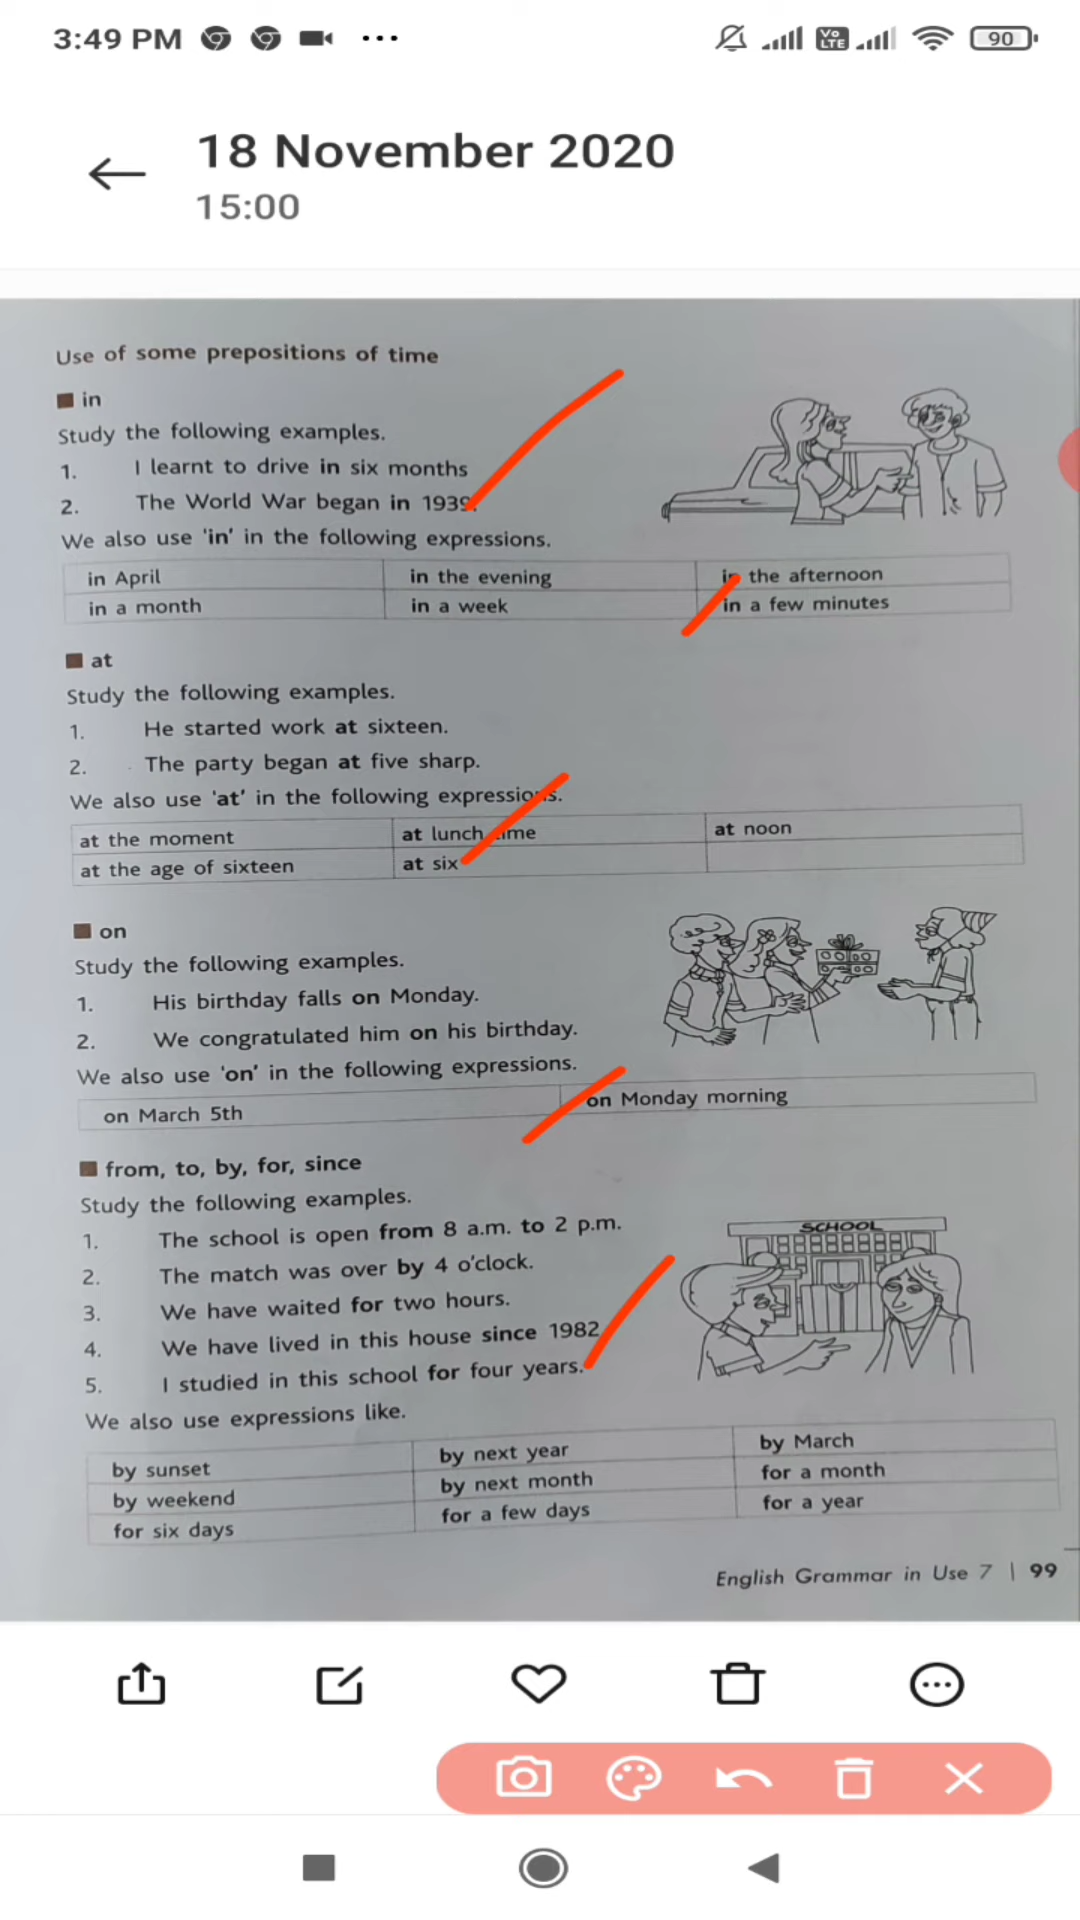 3:49 PM
Vo LTE
90
18 November 2020
15:00
Use of some prepositions of time
in
Study the following examples.
1. I learnt to drive in six months
2. The World War began in 1939.
We also use 'in' in the following expressions.
in April in the evening in the afternoon
in a month in a week in a few minutes
at
Study the following examples.
1. He started work at sixteen.
2. The party began at five sharp.
We also use 'at' in the following expressions.
at the moment at lunch time at noon
at the age of sixteen at six
on
Study the following examples.
1. His birthday falls on Monday.
2. We congratulated him on his birthday.
We also use 'on' in the following expressions.
on March 5th on Monday morning
from, to, by, for, since
Study the following examples.
1. The school is open from 8 a.m. to 2 p.m.
SCHOOL
2. The match was over by 4 o'clock.
3. We have waited for two hours.
4. We have lived in this house since 1982
5. I studied in this school for four years.
We also use expressions like.
by sunset by next year by March
by weekend by next month for a month
for six days for a few days for a year
English Grammar in Use 7 | 99